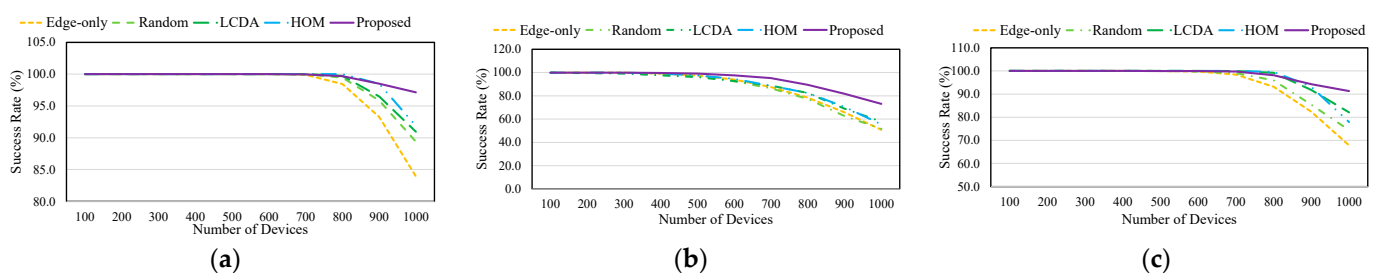 Edge-only Random LCDA HOM Proposed
Success Rate (%)
105.0
100.0
95.0
90.0
85.0
80.0
100 200 300 400 500 600 700 800 900 1000
Number of Devices
(a)
Edge-only Random LCDA HOM Proposed
Success Rate (%)
120.0
100.0
80.0
60.0
40.0
20.0
0.0
100 200 300 400 500 600 700 800 900 1000
Number of Devices
(b)
Edge-only Random LCDA HOM Proposed
Success Rate (%)
110.0
100.0
90.0
80.0
70.0
60.0
50.0
100 200 300 400 500 600 700 800 900 1000
Number of Devices
(c)